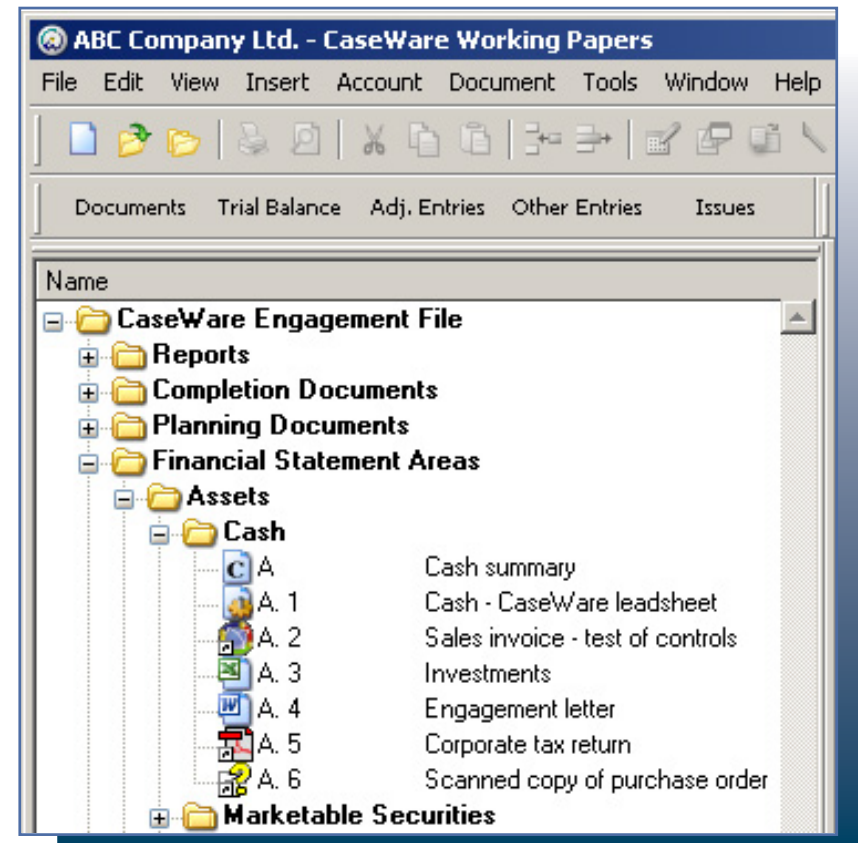 ABC Company Ltd. - CaseWare Working Papers
File Edit View Insert Account Document Tools Window Help
Documents Trial Balance Adj. Entries Other Entries Issues
Name
CaseWare Engagement File
Reports
Completion Documents
Planning Documents
Financial Statement Areas
Assets
Cash
A Cash summary
A. 1 Cash - CaseWare leadsheet
A. 2 Sales invoice - test of controls
A. 3 Investments
A. 4 Engagement letter
A. 5 Corporate tax return
A. 6 Scanned copy of purchase order
Marketable Securities